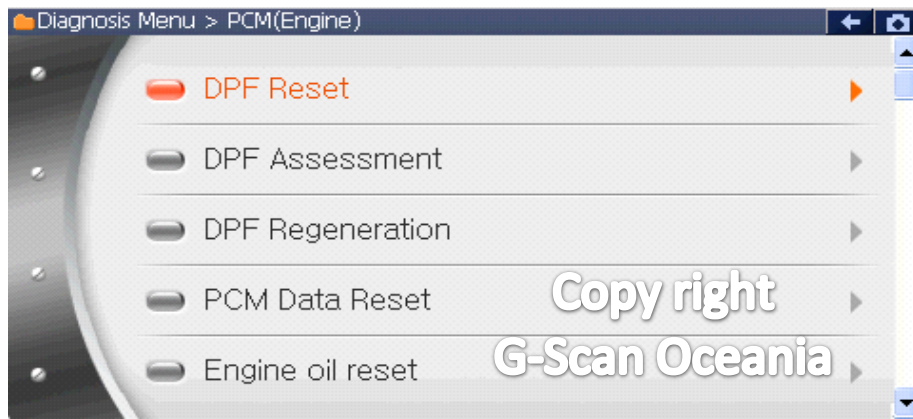 Diagnosis Menu > PCM(Engine)
DPF Reset
DPF Assessment
DPF Regeneration
PCM Data Reset
Copy right
Engine oil reset
G-Scan Oceania